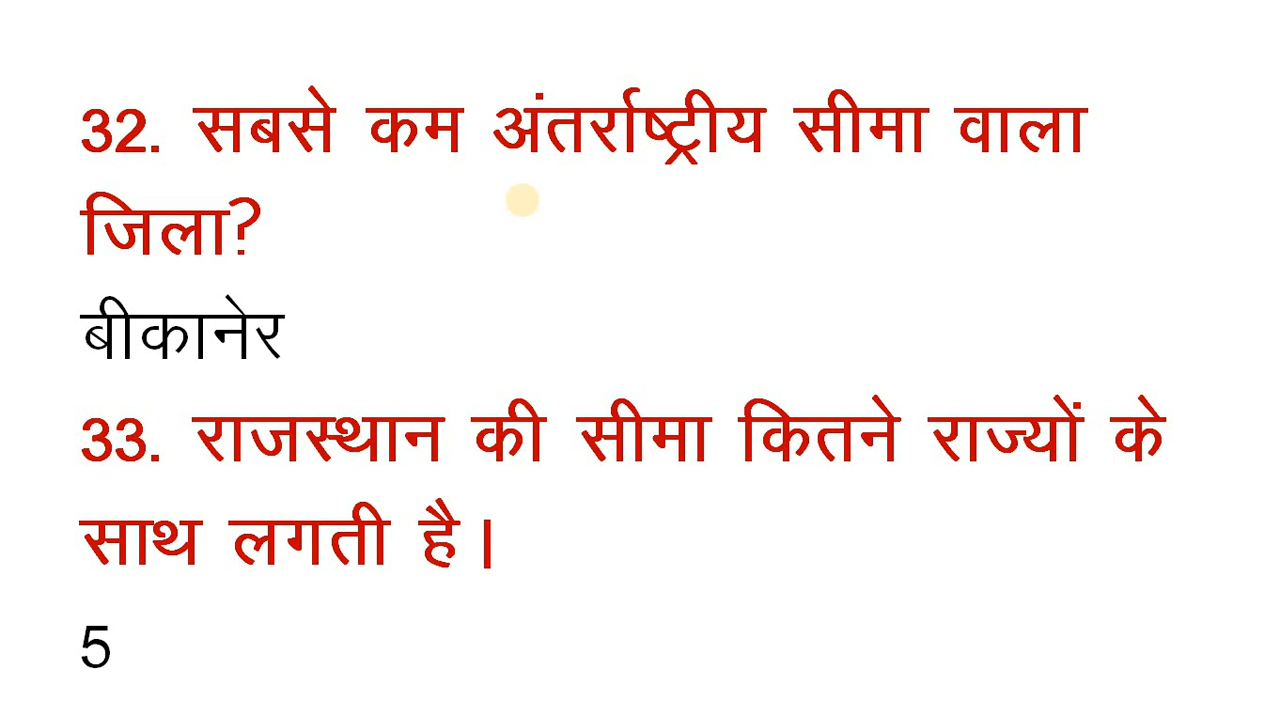 32. सबसे कम अंतर्राष्ट्रीय सीमा वाला
जिला?
बीकानेर
33. राजस्थान की सीमा कितने राज्यों के
साथ लगती है।
5